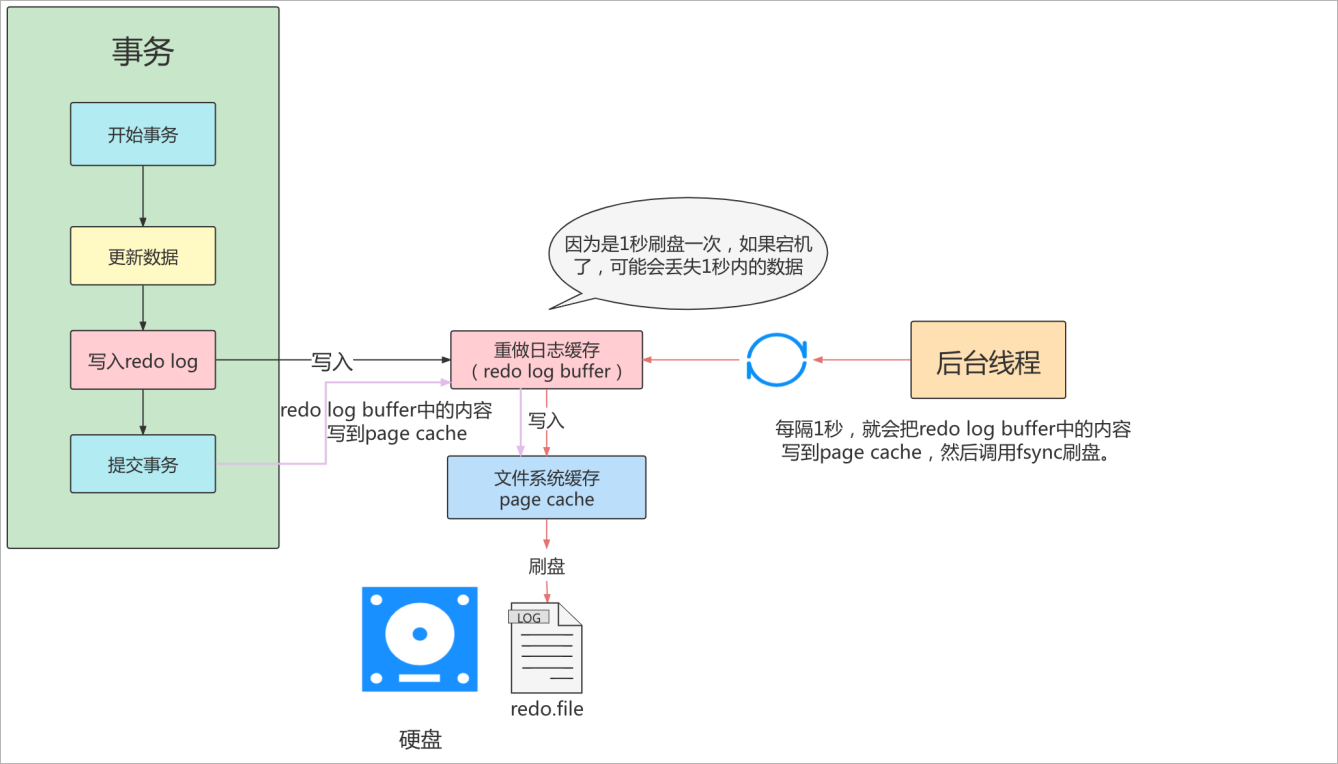 事务
开始事务
更新数据
写入redo log
提交事务
写入
redo log buffer中的内容
写到page cache
因为是1秒刷盘一次，如果宕机
了，可能会丢失1秒内的数据
重做日志缓存
（redo log buffer）
写入
文件系统缓存
page cache
刷盘
LOG
redo.file
硬盘
后台线程
每隔1秒，就会把redo log buffer中的内容
写到page cache，然后调用fsync刷盘。